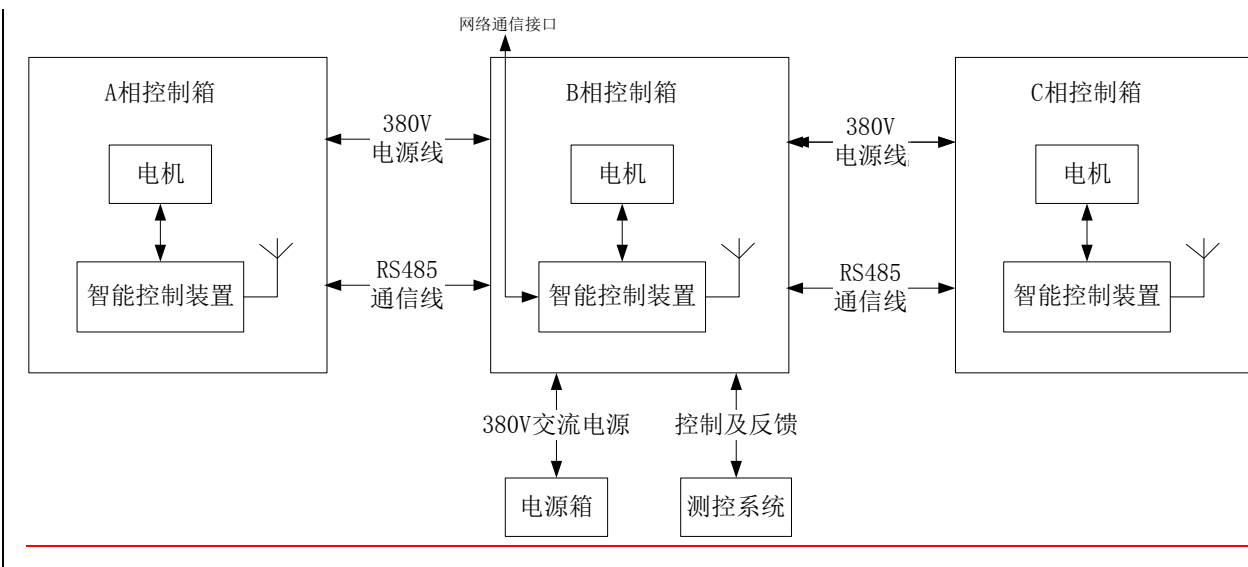 网络通信接口
A相控制箱
B相控制箱
C相控制箱
380V
电源线
380V
电源线
电机
电机
电机
RS485
通信线
RS485
通信线
智能控制装置
智能控制装置
智能控制装置
380V交流电源
控制及反馈
电源箱
测控系统